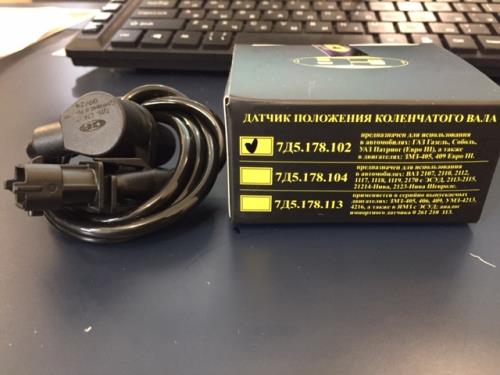 ДАТЧИК ПОЛОЖЕНИЯ КОЛЕНЧАТОГО ВАЛА
7Д5.178.102
предназначен для использования
в автомобилях: ГАЗ Газель, Соболь,
УАЗ Патриот (Евро III), а также
в двигателях: ЗМЗ-405, 409 Евро III.
7Д5.178.104
предназначен для использования
в автомобилях: ВАЗ 2107, 2110, 2112,
1117, 1118, 1119, 2170 с ЭСУД, 2113-2115,
21214-Нива, 2123-Нива Шевроле.
7Д5.178.113
применяется в серийно выпускаемых
двигателях: ЗМЗ-405, 406, 409, УМЗ-4213,
4216, а также в ЯМЗ с ЭСУД; аналог
импортного датчика 0 261 210 113.